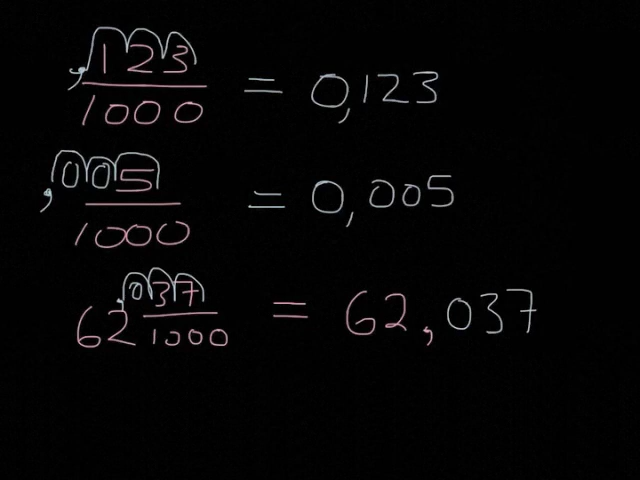 ,123/1000 = 0,123
,005/1000 = 0,005
62 ,037/1000 = 62,037